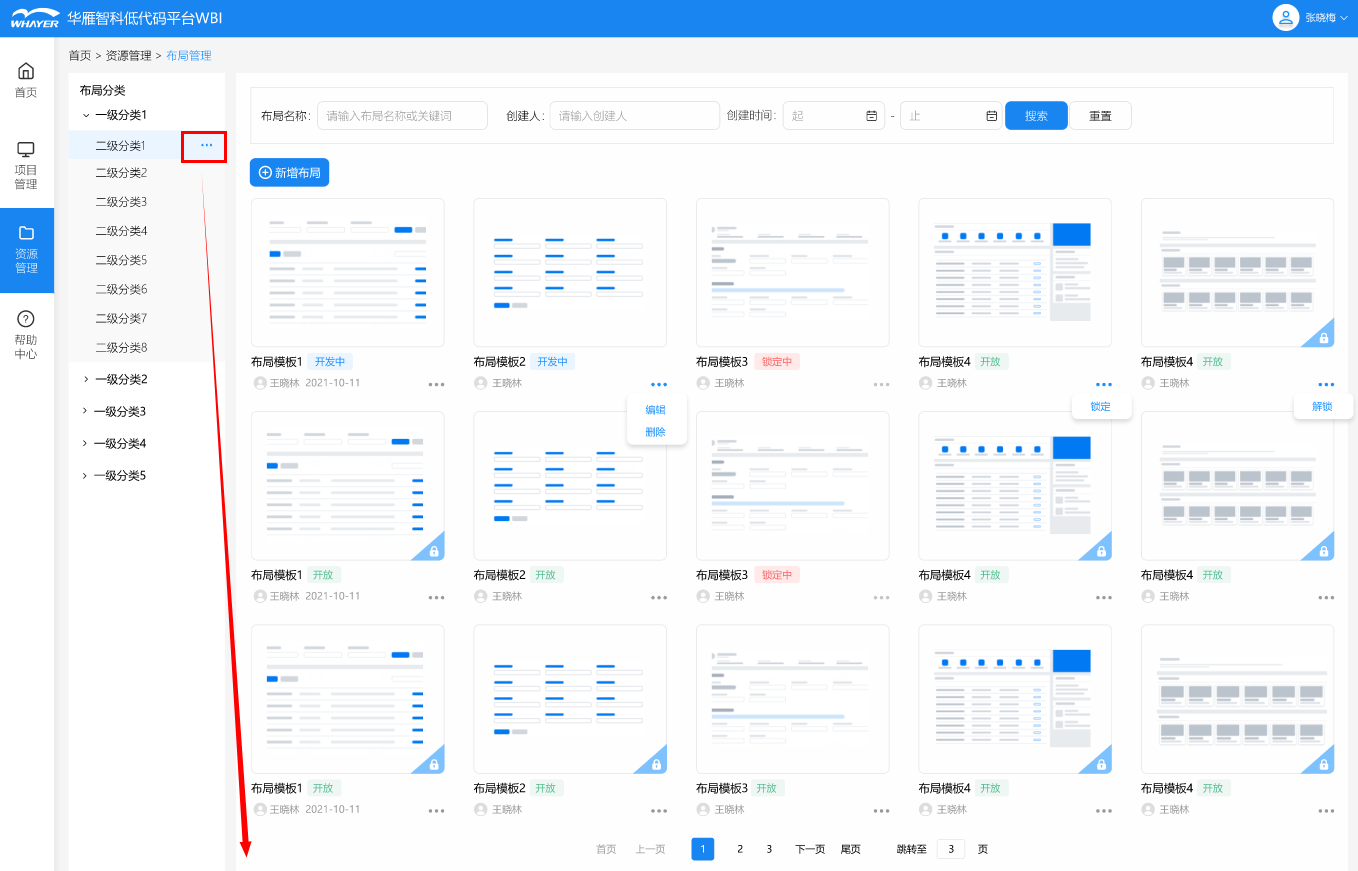 WHAYER 华雁智科低代码平台WBI
张晓梅
首页
项目
管理
资源
管理
帮助
中心
首页 > 资源管理 > 布局管理
布局分类
一级分类1
二级分类1
二级分类2
二级分类3
二级分类4
二级分类5
二级分类6
二级分类7
二级分类8
一级分类2
一级分类3
一级分类4
一级分类5
布局名称: 请输入布局名称或关键词 创建人: 请输入创建人 创建时间: 起 - 止 搜索 重置
新增布局
布局模板1 开发中 布局模板2 开发中 布局模板3 锁定中 布局模板4 开放 布局模板4 开放
王晓林 2021-10-11 王晓林 王晓林 王晓林 王晓林
编辑 锁定 解锁
删除
布局模板1 开放 布局模板2 开放 布局模板3 锁定中 布局模板4 开放 布局模板4 开放
王晓林 2021-10-11 王晓林 王晓林 王晓林 王晓林
布局模板1 开放 布局模板2 开放 布局模板3 开放 布局模板4 开放 布局模板4 开放
王晓林 2021-10-11 王晓林 王晓林 王晓林 王晓林
首页 上一页 1 2 3 下一页 尾页 跳转至 3 页